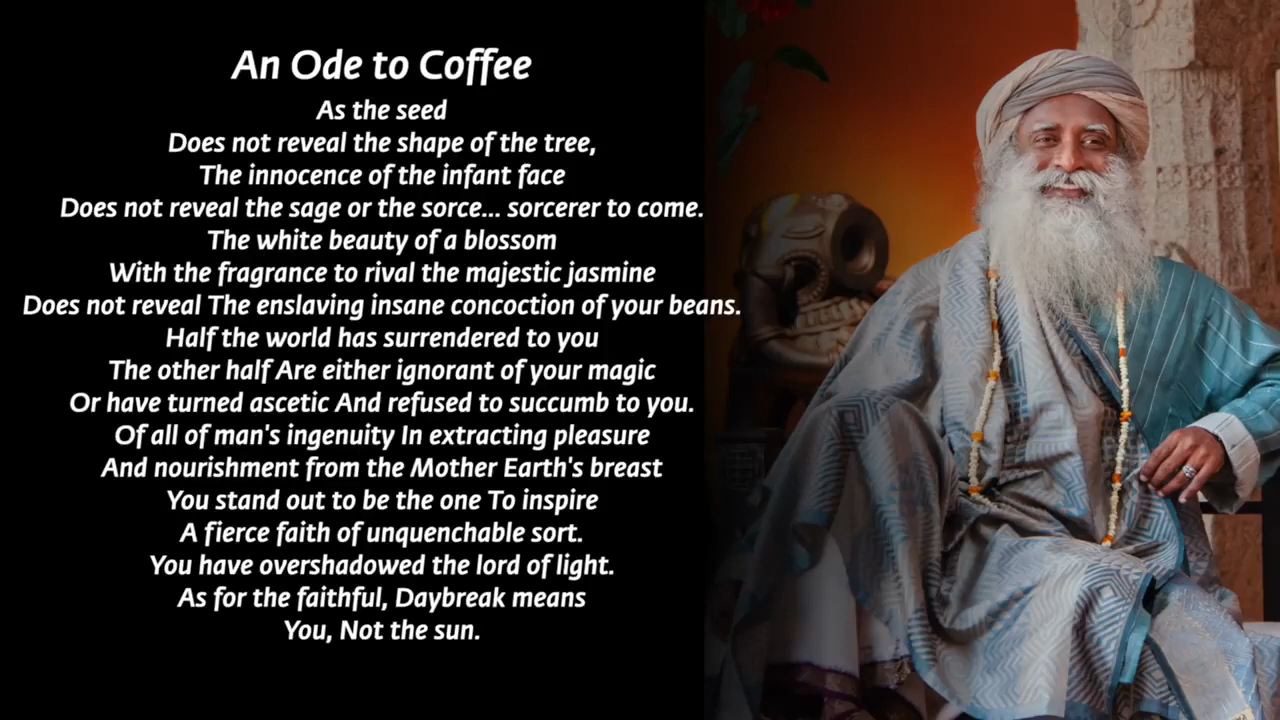 An Ode to Coffee
As the seed
Does not reveal the shape of the tree,
The innocence of the infant face
Does not reveal the sage or the sorce... sorcerer to come.
The white beauty of a blossom
With the fragrance to rival the majestic jasmine
Does not reveal The enslaving insane concoction of your beans.
Half the world has surrendered to you
The other half Are either ignorant of your magic
Or have turned ascetic And refused to succumb to you.
Of all of man's ingenuity In extracting pleasure
And nourishment from the Mother Earth's breast
You stand out to be the one To inspire
A fierce faith of unquenchable sort.
You have overshadowed the lord of light.
As for the faithful, Daybreak means
You, Not the sun.